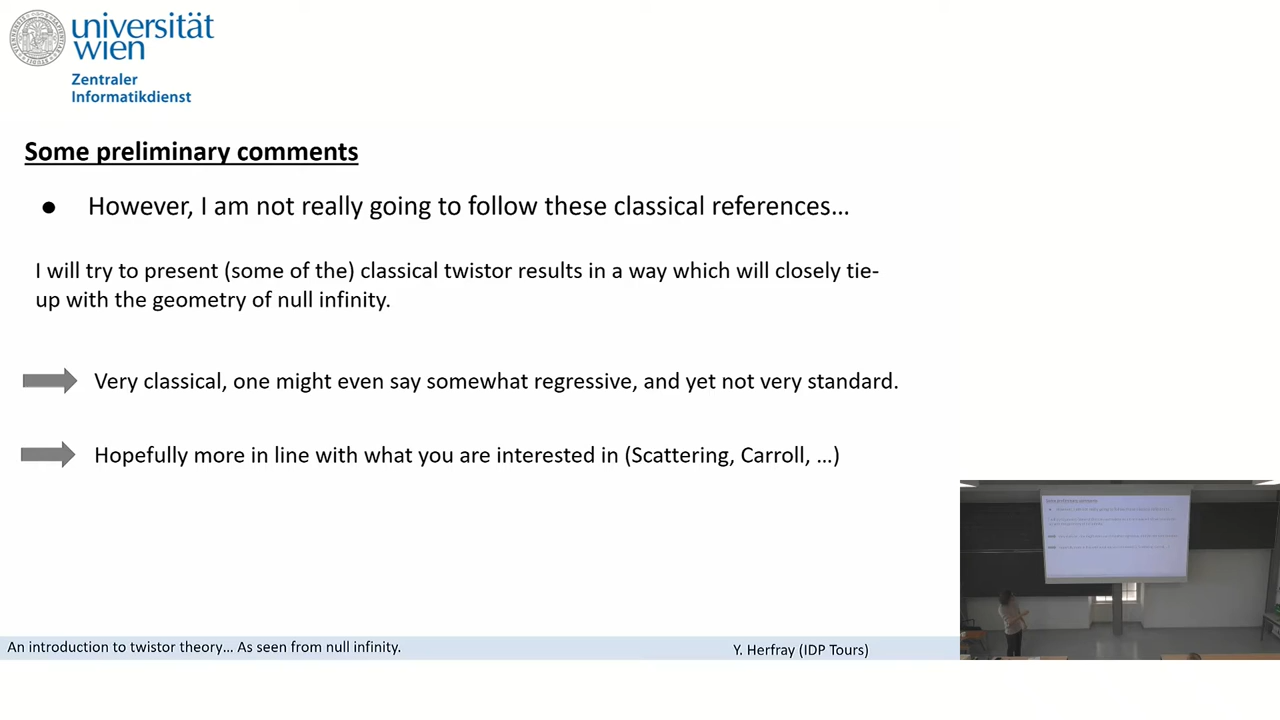 universität
wien
Zentraler
Informatikdienst
Some preliminary comments
● However, I am not really going to follow these classical references...
I will try to present (some of the) classical twistor results in a way which will closely tie-
up with the geometry of null infinity.
Very classical, one might even say somewhat regressive, and yet not very standard.
Hopefully more in line with what you are interested in (Scattering, Carroll, ...)
An introduction to twistor theory... As seen from null infinity.
Y. Herfray (IDP Tours)